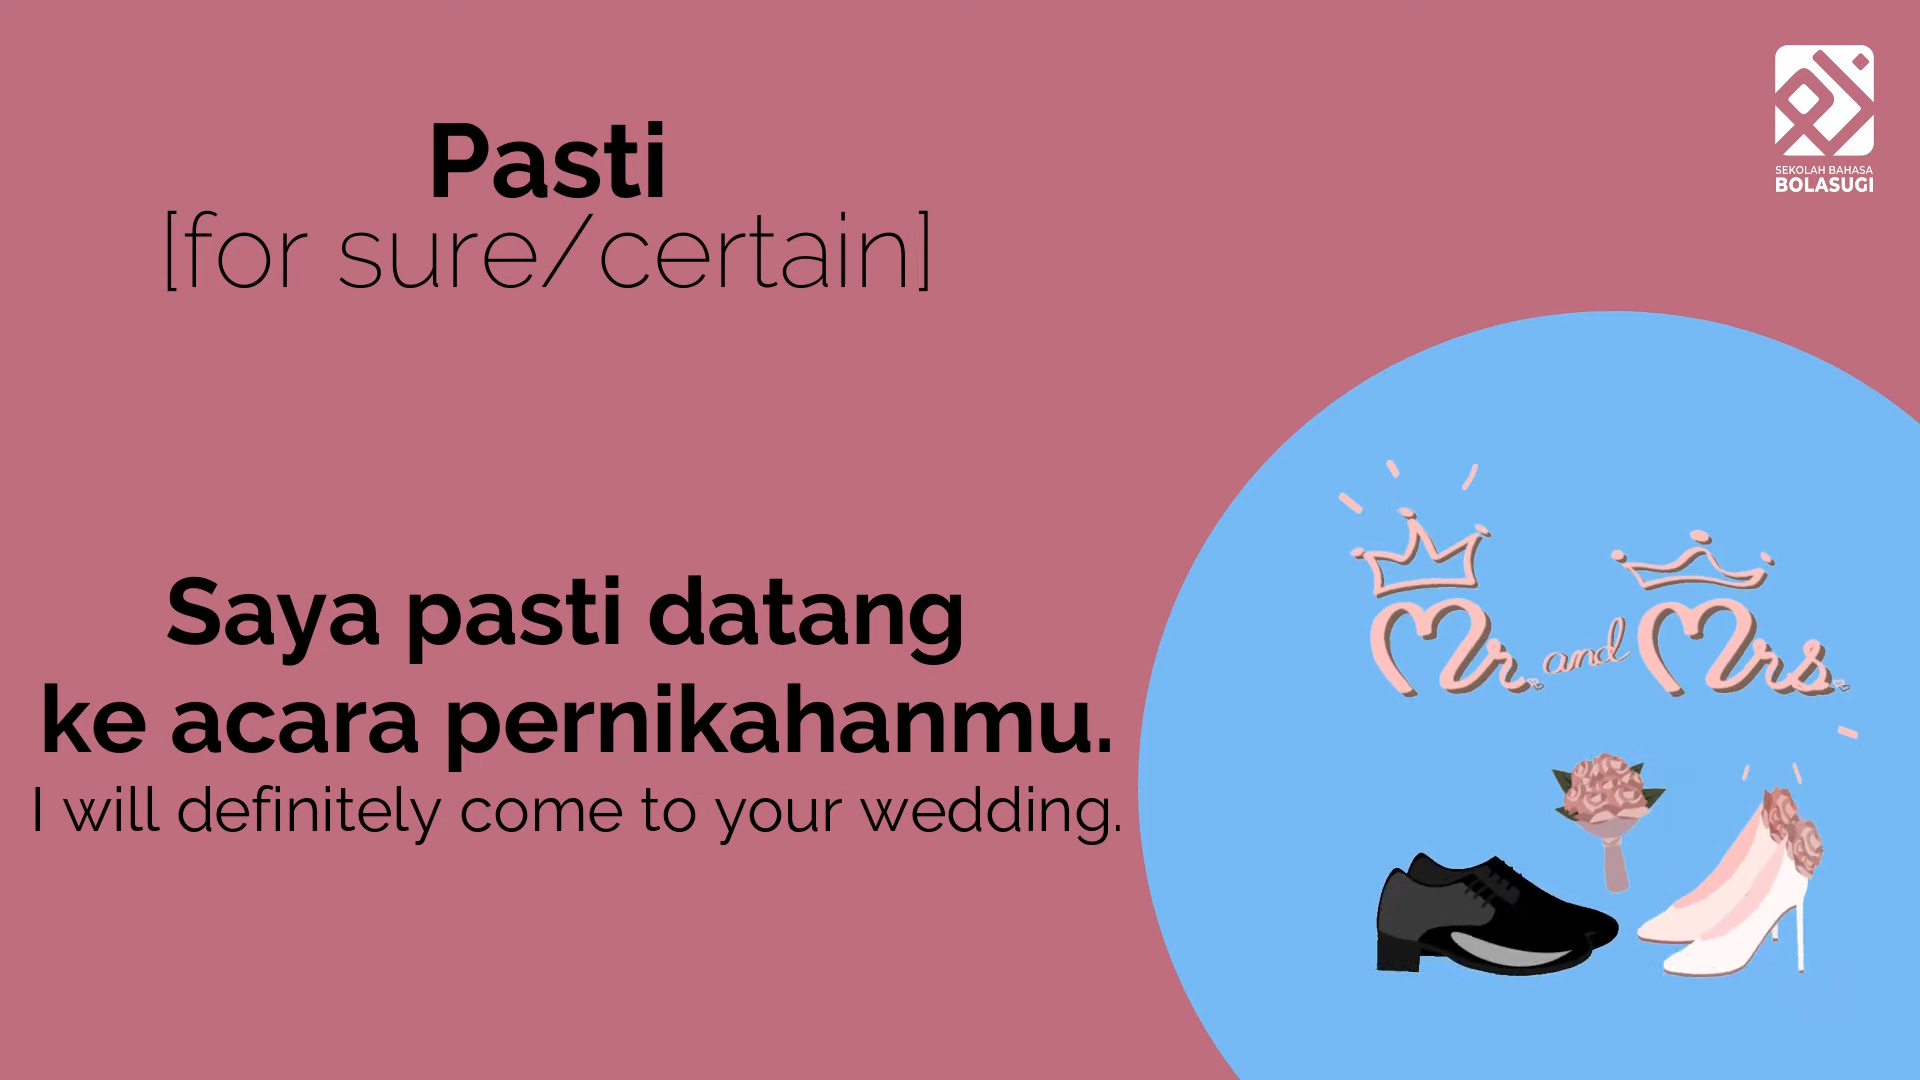 Pasti
[for sure/certain]
SEKOLAH BAHASA
BOLASUGI
Saya pasti datang
ke acara pernikahanmu.
I will definitely come to your wedding.
Mr. and Mrs.